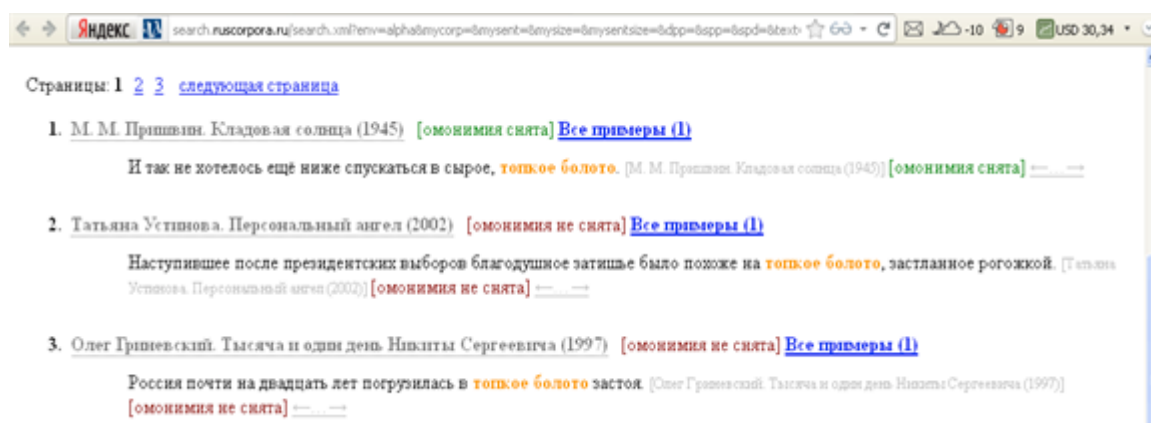 Яндекс search.ruscorpora.ru/search.xml?env=alpha&mycorp=&mysent=&mysize=&mysentsize=&dpp=&spp=&spd=&text= -10 9 USD 30,34
Страницы: 1 2 3 следующая страница
1. М. М. Пришвин. Кладовая солнца (1945) [омонимия снята] Все примеры (1)
И так не хотелось ещё ниже спускаться в сырое, топкое болото. [М. М. Пришвин. Кладовая солнца (1945)] [омонимия снята] ←…→
2. Татьяна Устинова. Персональный ангел (2002) [омонимия не снята] Все примеры (1)
Наступившее после президентских выборов благодушное затишье было похоже на топкое болото, застланное рогожкой. [Татьяна
Устинова. Персональный ангел (2002)] [омонимия не снята] ←…→
3. Олег Гриневский. Тысяча и один день Никиты Сергеевича (1997) [омонимия не снята] Все примеры (1)
Россия почти на двадцать лет погрузилась в топкое болото застоя. [Олег Гриневский. Тысяча и один день Никиты Сергеевича (1997)]
[омонимия не снята] ←…→